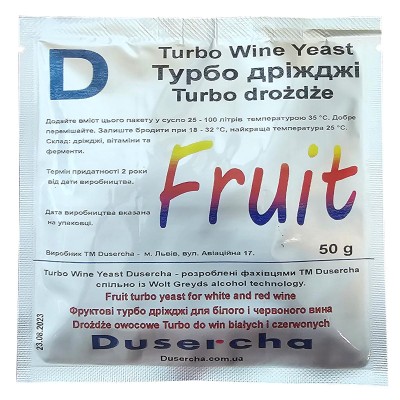 D
Turbo Wine Yeast
Турбо дріжджі
Turbo drożdże
Додайте вміст цього пакету у сусло 25 - 100 літрів температурою 35 °С. Добре
перемішайте. Залиште бродити при 18 - 32 °С, найкраща температура 25 °С.
Склад: дріжджі, вітаміни та
ферменти.
Термін придатності 2 роки
від дати виробництва.
Fruit
Дата виробництва вказана
на упаковці.
50 g
Виробник ТМ Dusercha - м. Львів, вул. Авіаційна 17.
Turbo Wine Yeast Dusercha - розроблені фахівцями ТМ Dusercha
спільно із Wolt Greyds alcohol technology.
Fruit turbo yeast for white and red wine
Фруктові турбо дріжджі для білого і червоного вина
Drożdże owocowe Turbo do win białych i czerwonych
Dusercha
Dusercha.com.ua
23.08.2023